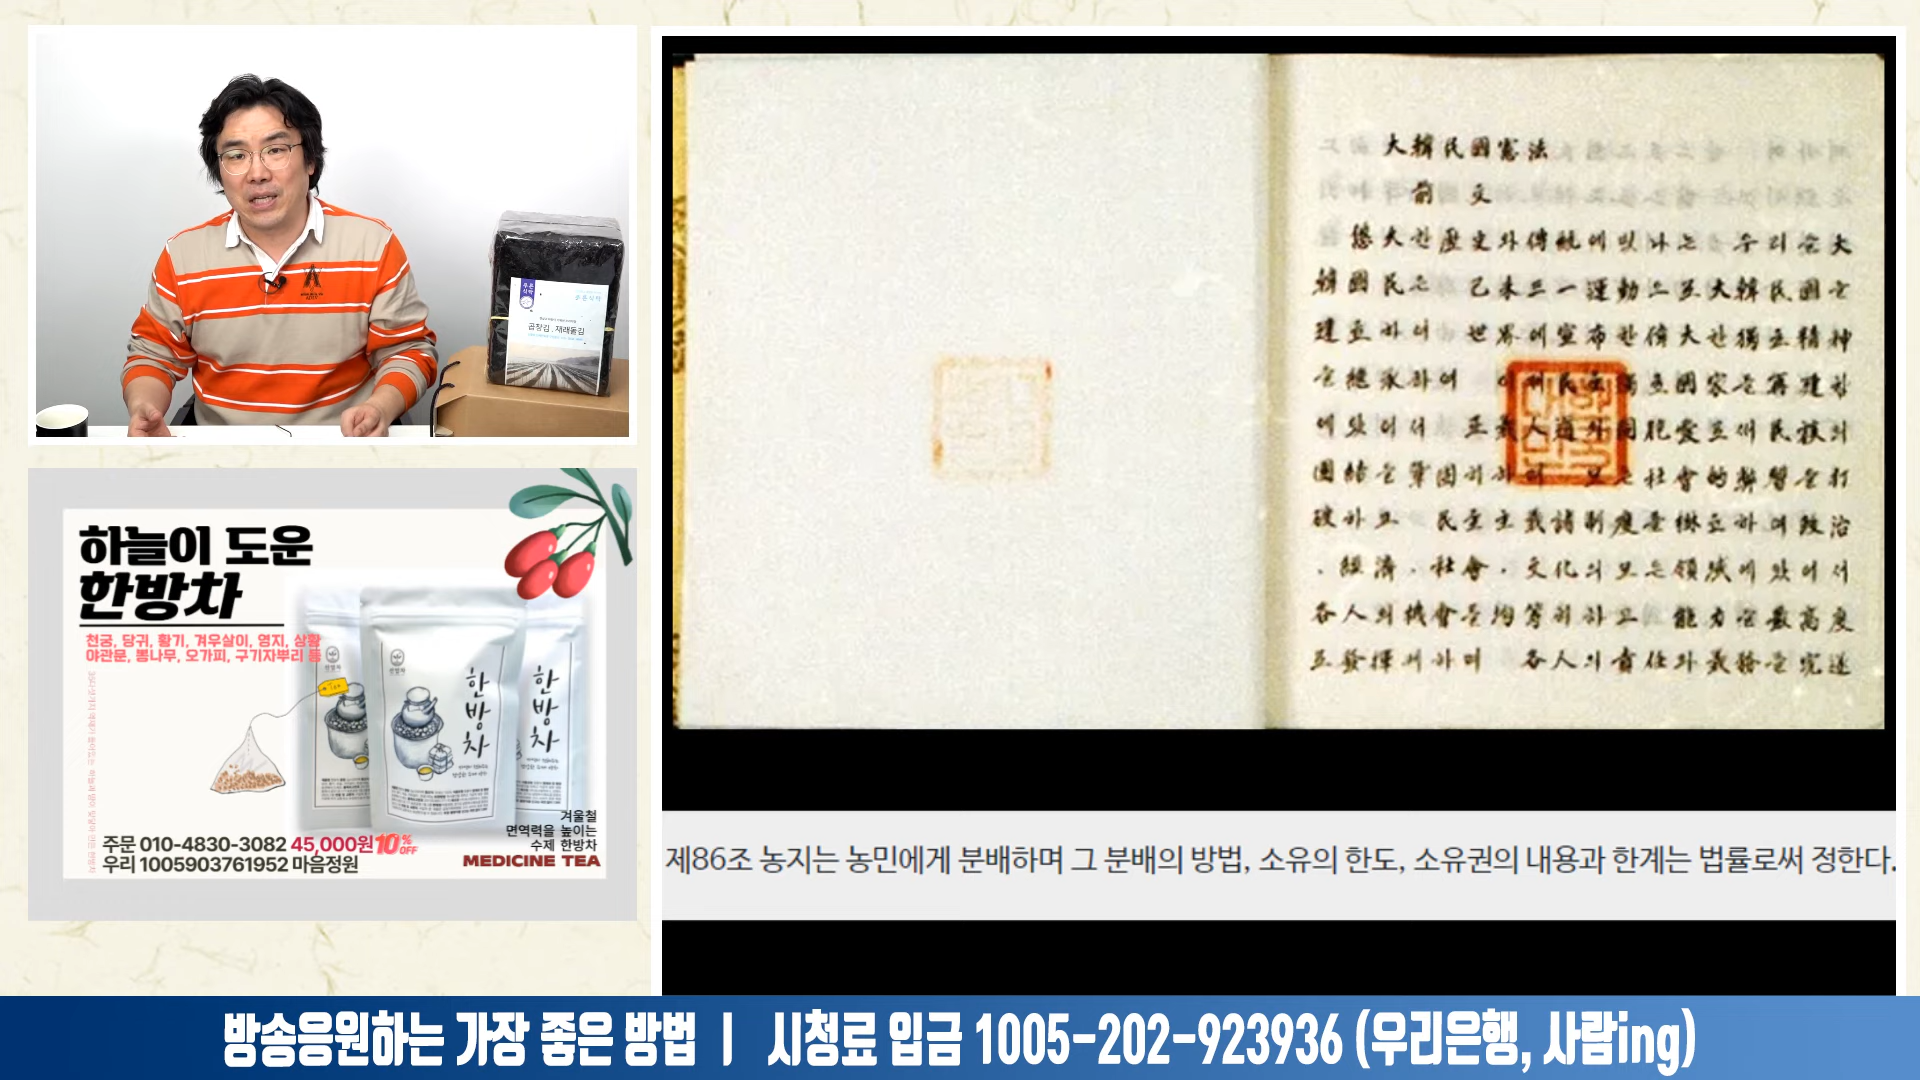 푸른
식탁
곱창김 . 재래돌김
하늘이 도운
한방차
천궁, 당귀, 황기, 겨우살이, 영지, 상황
야관문, 뽕나무, 오가피, 구기자뿌리 등
한방차
한방차
주문 010-4830-3082 45,000원 10% OFF
우리 1005903761952 마음정원
겨울철
면역력을 높이는
수제 한방차
MEDICINE TEA
大韓民國憲法
前 文
悠久한 歷史와 傳統에 빛나는 우리들 大
韓國民은 己未三一運動으로 大韓民國을
建立하여 世界에 宣布한 偉大한 獨立精神
을 繼承하여 國家를 再建함
에 있어서 正義人道와 同胞愛로써 民族의
團結을 鞏固히하며 모든 社會的弊習을 打
破하고 民主主義諸制度를 樹立하여 政治
, 經濟, 社會, 文化의 모든 領域에 있어서
各人의 機會를 均等히하고 能力을 最高度
로 發揮케하며 各人의 責任과 義務를 完遂
제86조 농지는 농민에게 분배하며 그 분배의 방법, 소유의 한도, 소유권의 내용과 한계는 법률로써 정한다.
방송응원하는 가장 좋은 방법 | 시청료 입금 1005-202-923936 (우리은행, 사람ing)